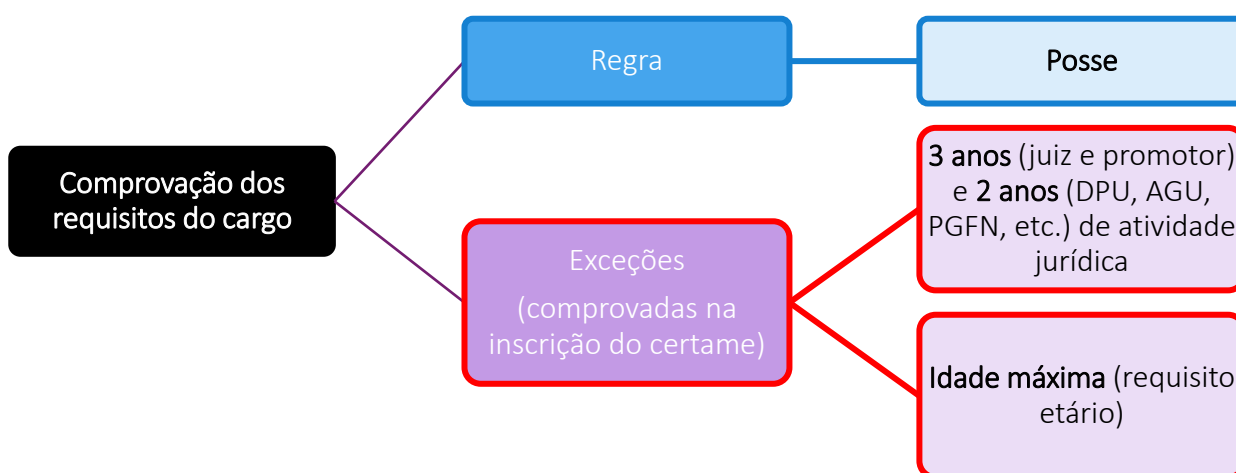 Comprovação dos
requisitos do cargo
Regra
Posse
Exceções
(comprovadas na
inscrição do certame)
3 anos (juiz e promotor)
e 2 anos (DPU, AGU,
PGFN, etc.) de atividade
jurídica
Idade máxima (requisito
etário)